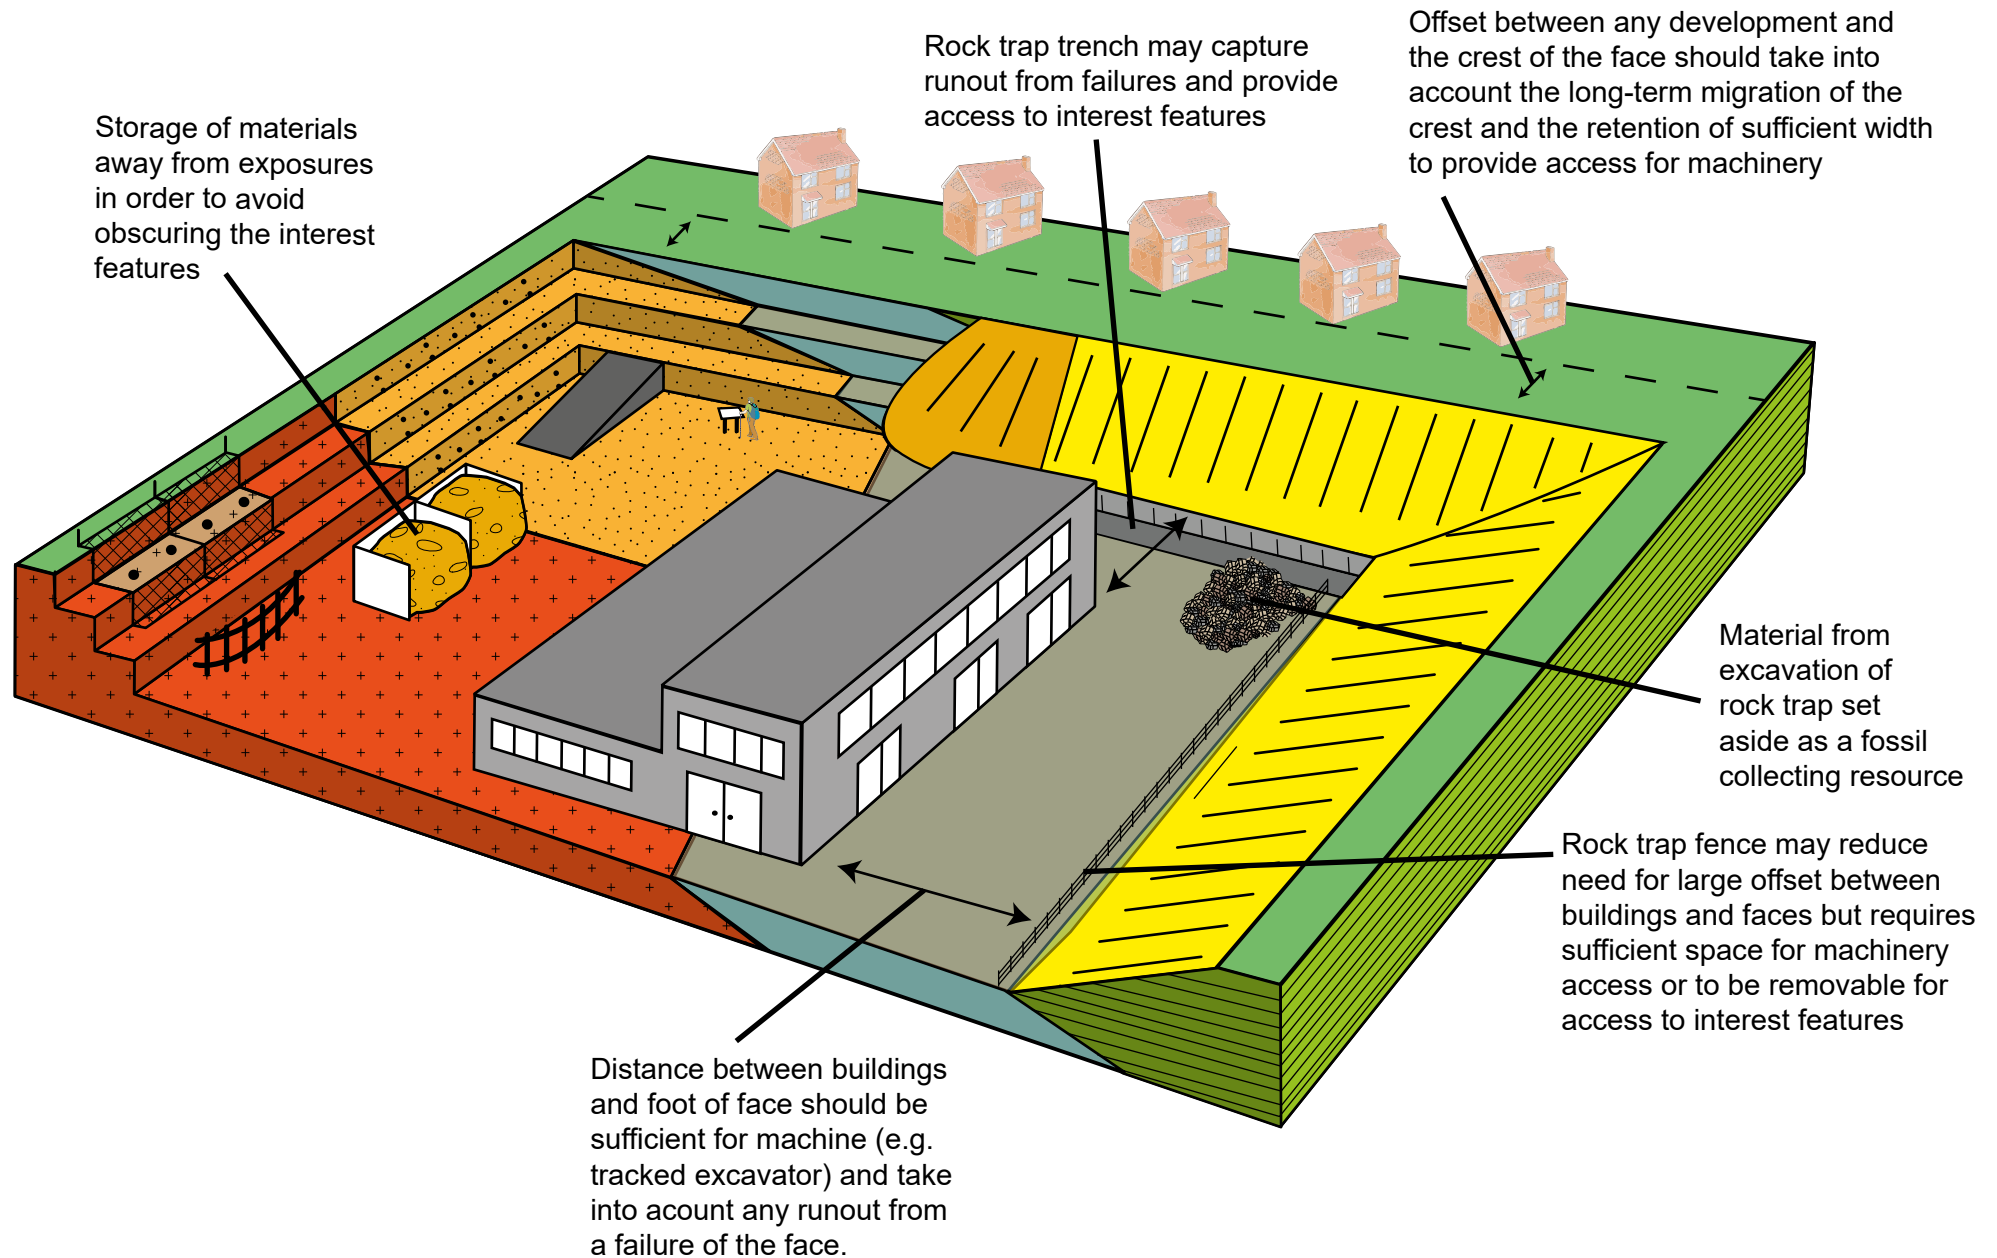 Storage of materials
away from exposures
in order to avoid
obscuring the interest
features
Rock trap trench may capture
runout from failures and provide
access to interest features
Offset between any development and
the crest of the face should take into
account the long-term migration of the
crest and the retention of sufficient width
to provide access for machinery
Material from
excavation of
rock trap set
aside as a fossil
collecting resource
Rock trap fence may reduce
need for large offset between
buildings and faces but requires
sufficient space for machinery
access or to be removable for
access to interest features
Distance between buildings
and foot of face should be
sufficient for machine (e.g.
tracked excavator) and take
into acount any runout from
a failure of the face.